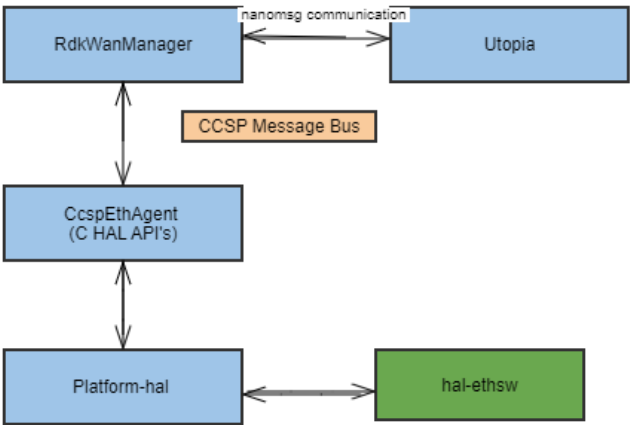 nanomsg communication
RdkWanManager
Utopia
CCSP Message Bus
CcspEthAgent
(C HAL API's)
Platform-hal
hal-ethsw